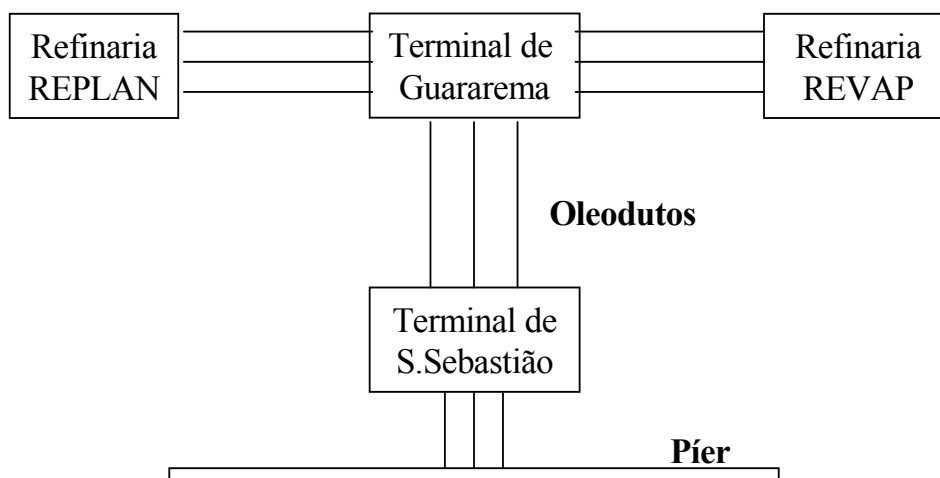 Refinaria
REPLAN
Terminal de
Guararema
Refinaria
REVAP
Oleodutos
Terminal de
S.Sebastião
Píer